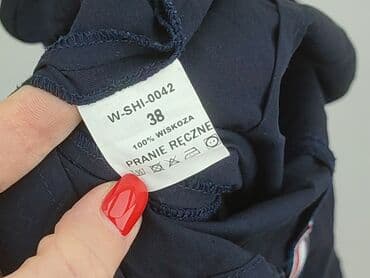 W-SHI-0042
38
100% WISKOZA
PRANIE RĘCZNE